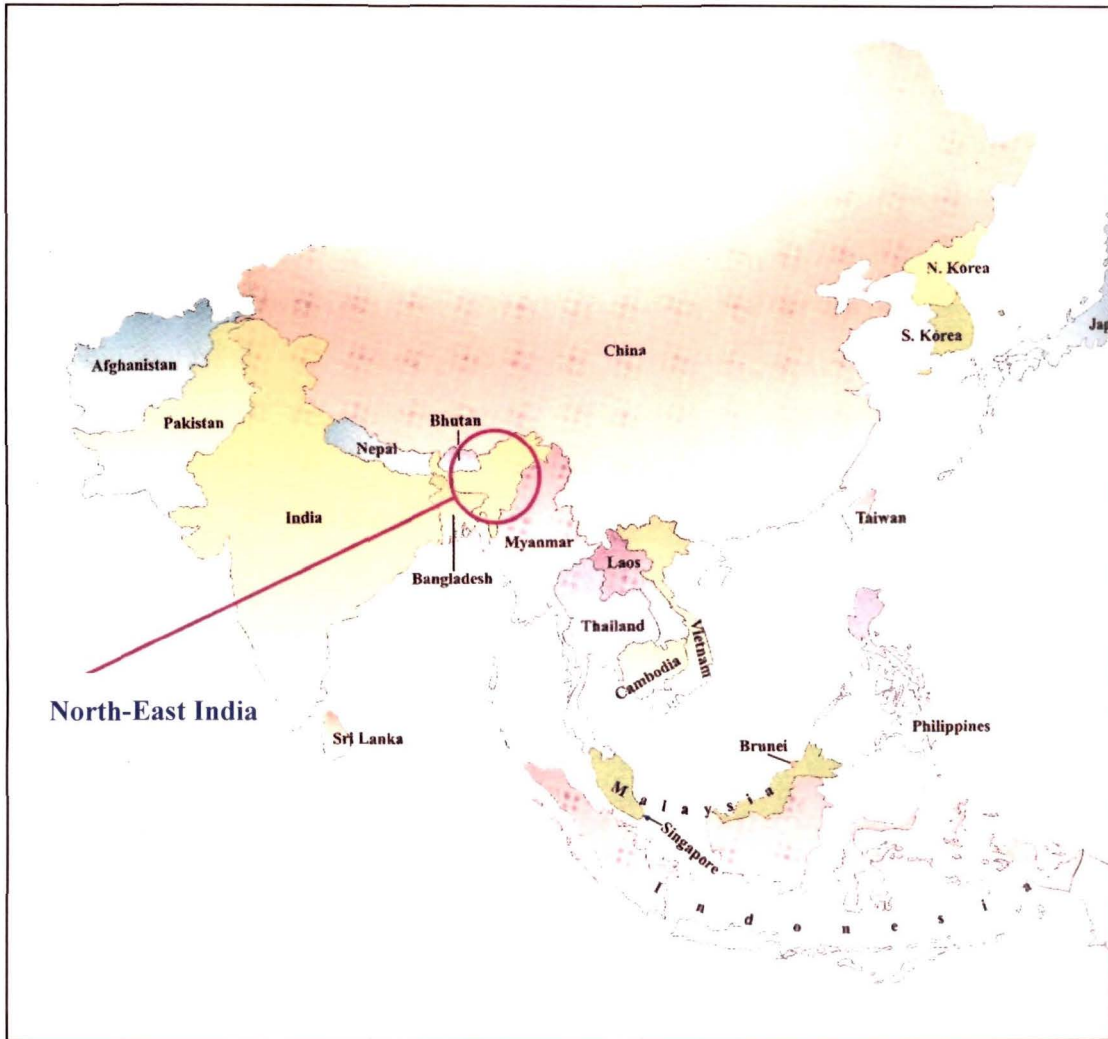 N. Korea
Jap
S. Korea
China
Afghanistan
Pakistan
Bhutan
Nepal
India
Taiwan
Myanmar
Bangladesh
Laos
Thailand
Vietnam
Cambodia
North-East India
Sri Lanka
Philippines
Brunei
Malaysia
Singapore
Indonesia